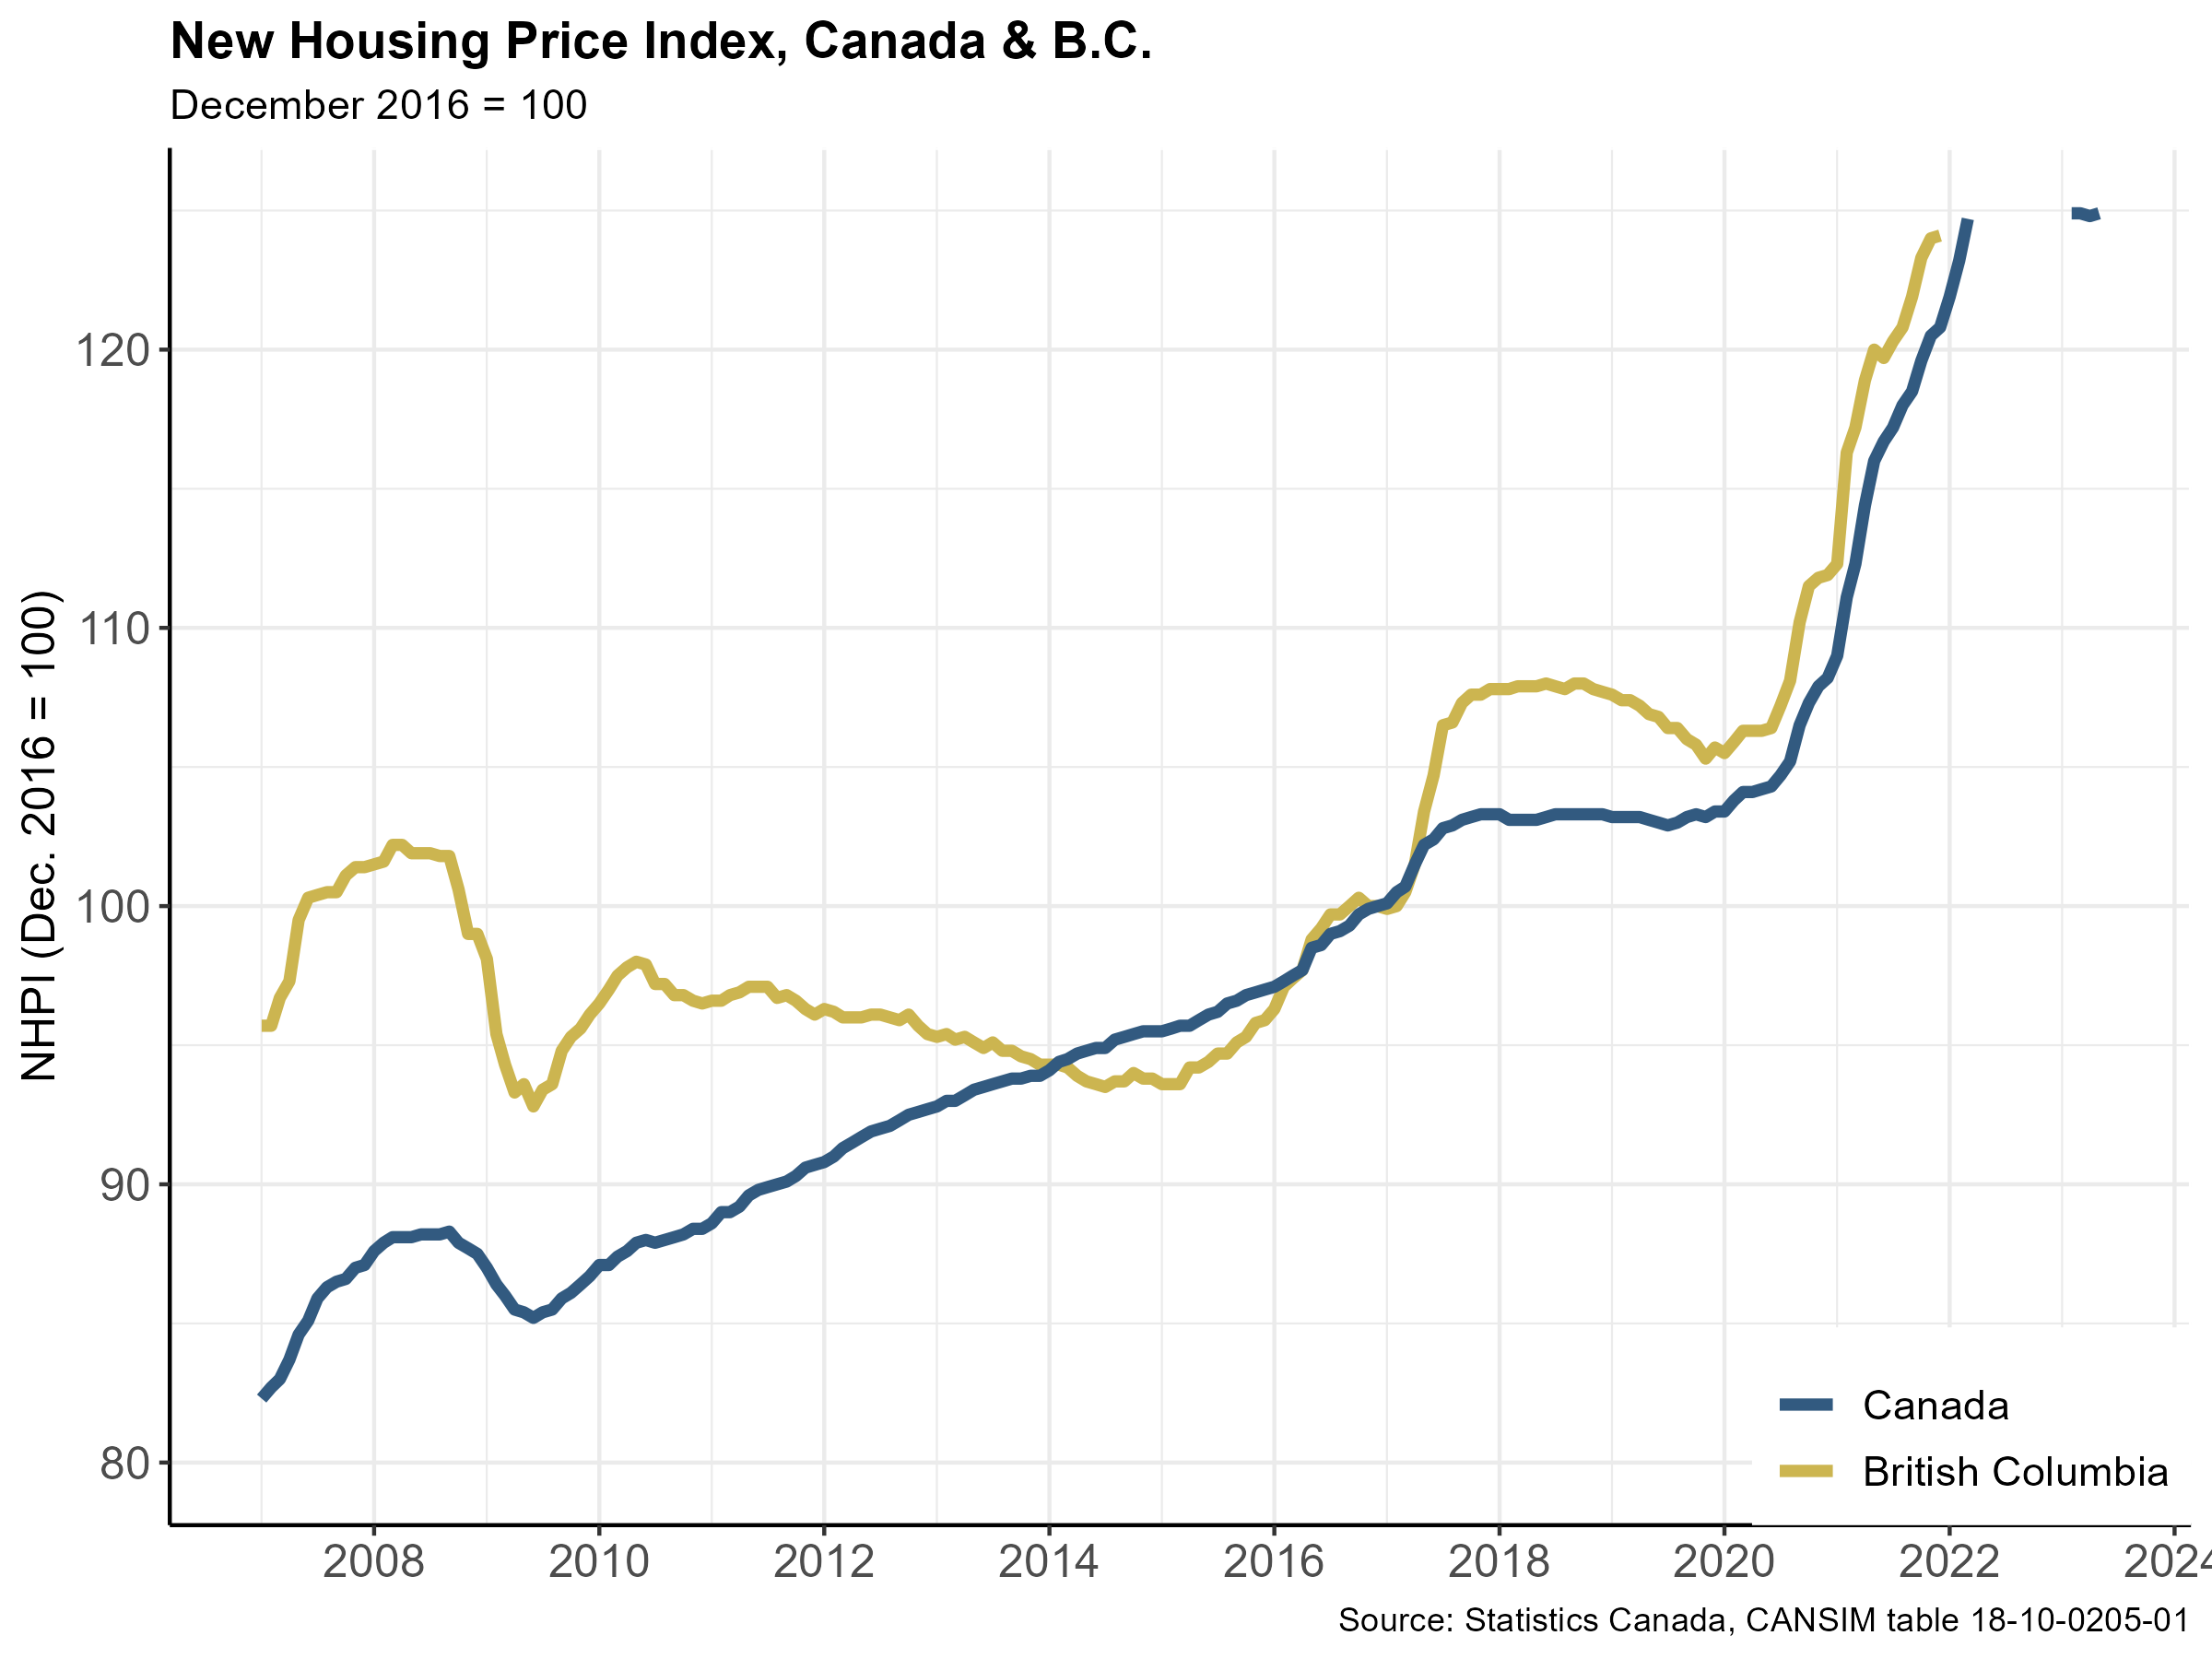 New Housing Price Index, Canada & B.C.
December 2016 = 100
NHPI (Dec. 2016 = 100)
120
110
100
90
80
Canada
British Columbia
2008 2010 2012 2014 2016 2018 2020 2022 202
Source: Statistics Canada, CANSIM table 18-10-0205-01